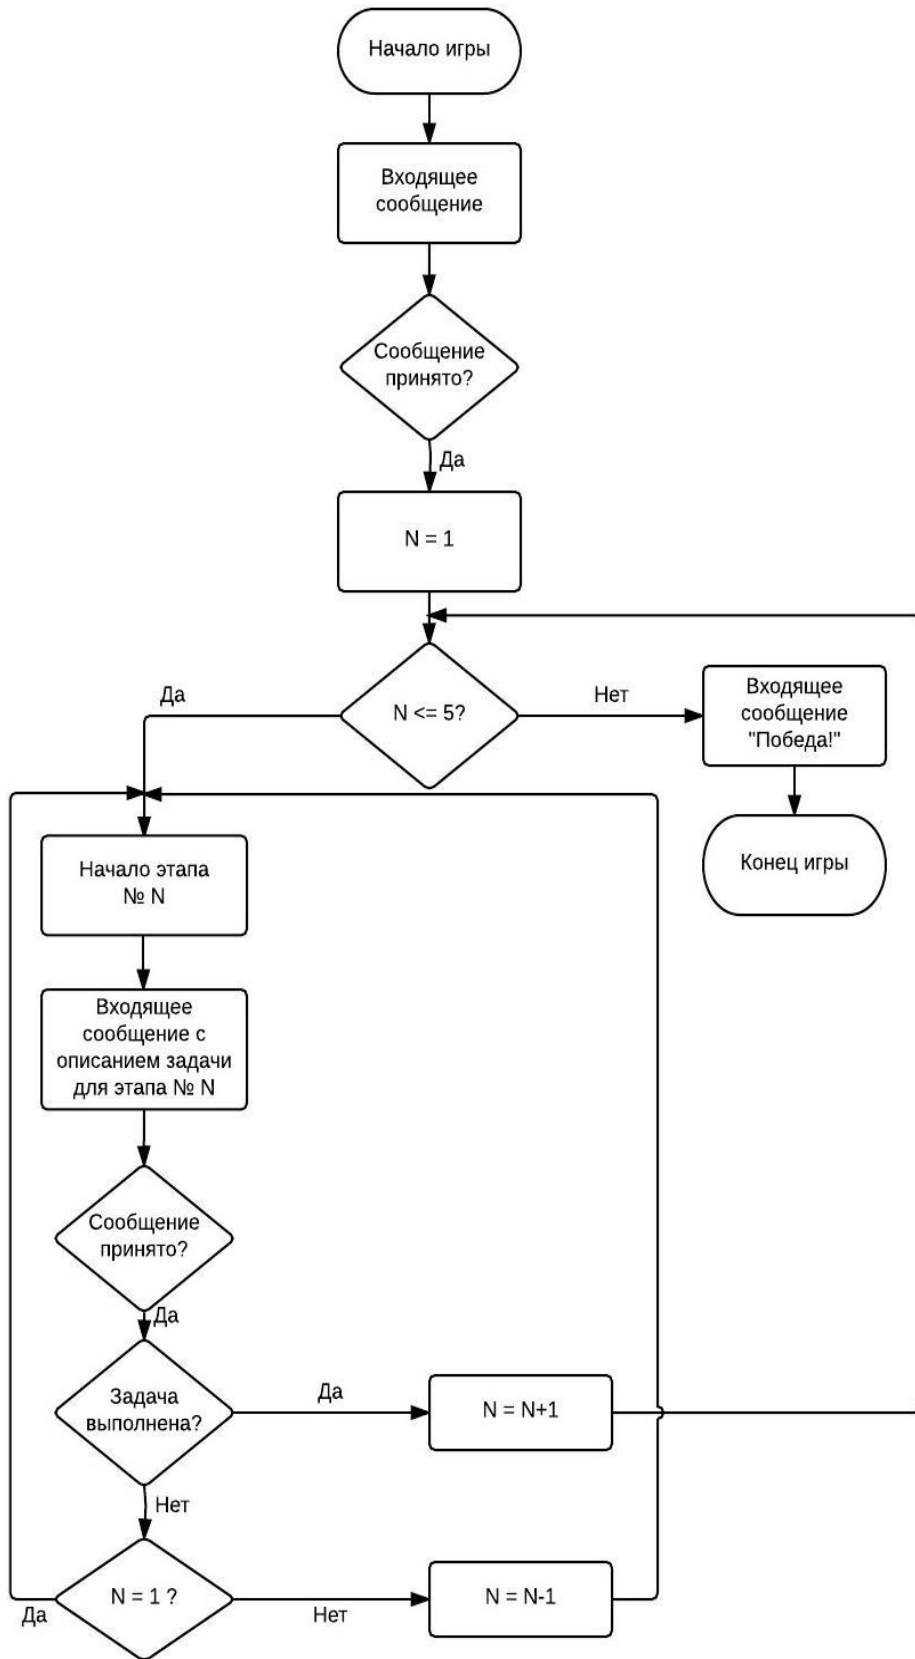 Начало игры
Входящее
сообщение
Сообщение
принято?
Да
N = 1
Да
N <= 5?
Нет
Входящее
сообщение
"Победа!"
Конец игры
Начало этапа
№ N
Входящее
сообщение с
описанием задачи
для этапа № N
Сообщение
принято?
Да
Задача
выполнена?
Да
N = N+1
Нет
N = 1 ?
Да
Нет
N = N-1